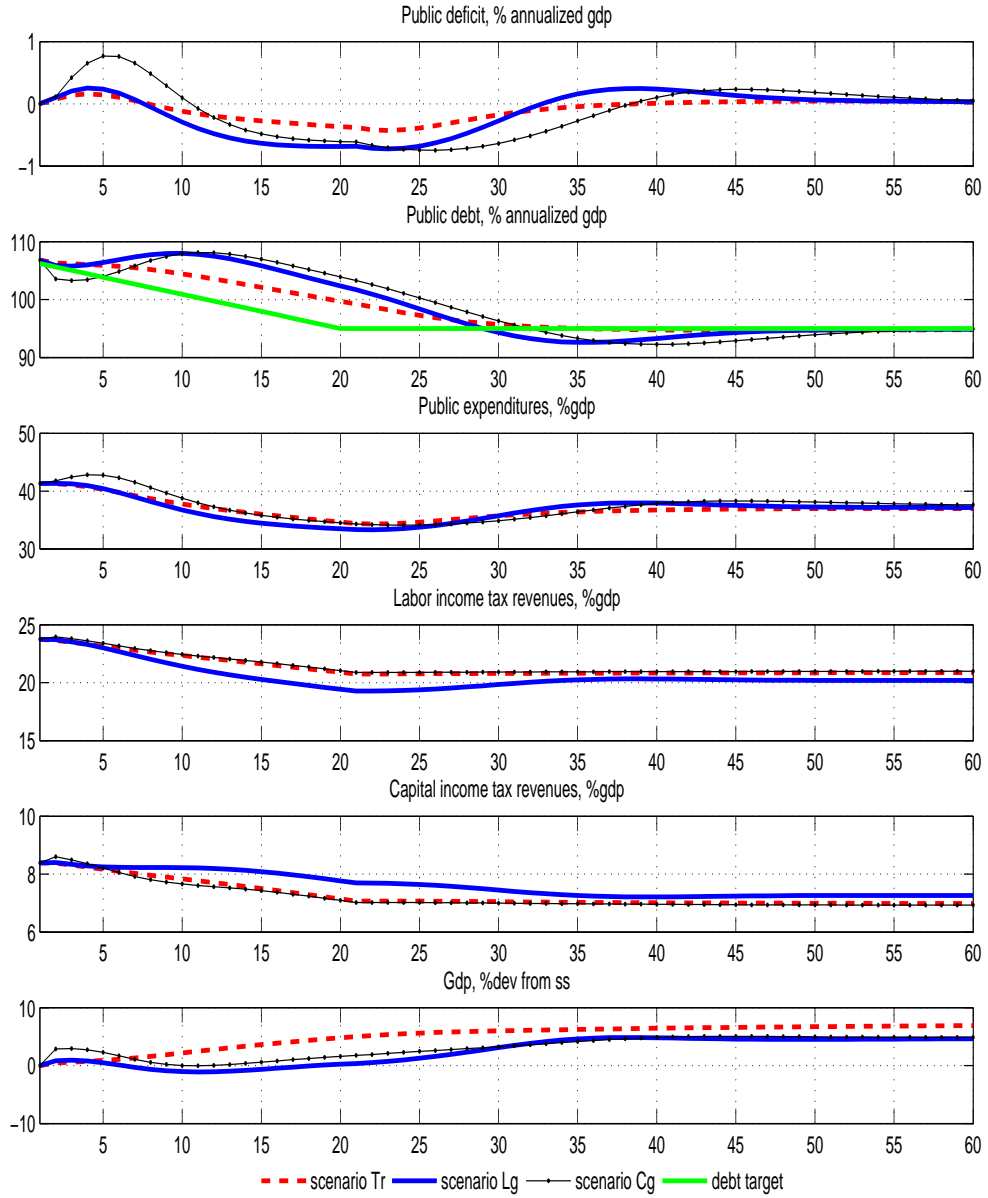 Public deficit, % annualized gdp
1
0
−1
5 10 15 20 25 30 35 40 45 50 55 60
Public debt, % annualized gdp
110
100
90
5 10 15 20 25 30 35 40 45 50 55 60
Public expenditures, %gdp
50
40
30
5 10 15 20 25 30 35 40 45 50 55 60
Labor income tax revenues, %gdp
25
20
15
5 10 15 20 25 30 35 40 45 50 55 60
Capital income tax revenues, %gdp
10
8
6
5 10 15 20 25 30 35 40 45 50 55 60
Gdp, %dev from ss
10
0
−10
5 10 15 20 25 30 35 40 45 50 55 60
scenario Tr scenario Lg scenario Cg debt target